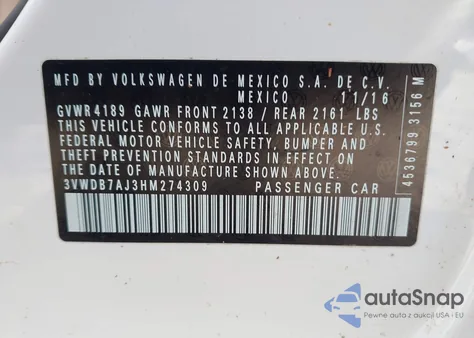 MFD BY VOLKSWAGEN DE MEXICO S.A. DE C.V.
MEXICO 11/16
GVWR 4189 GAWR FRONT 2138 / REAR 2161 LBS
THIS VEHICLE CONFORMS TO ALL APPLICABLE
FEDERAL MOTOR VEHICLE SAFETY, BUMPER AND
THEFT PREVENTION STANDARDS IN EFFECT ON THE
DATE OF MANUFACTURE SHOWN ABOVE.
3VWDB7AJ3HM274309 PASSENGER CAR
4536799 3156 M
autoSnap
Pewne auta z aukcji USA i EU